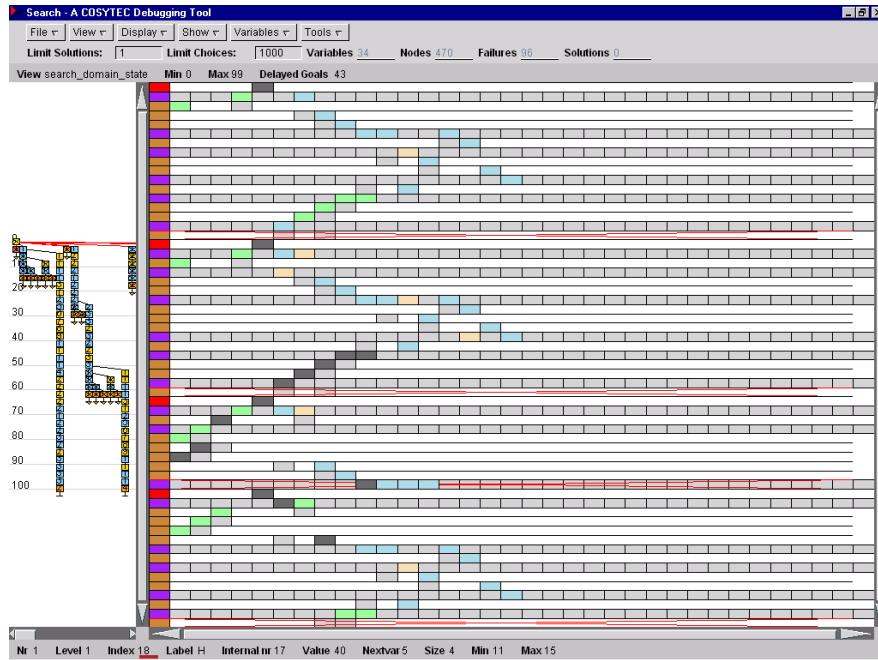 Search - A COSYTEC Debugging Tool
File View Display Show Variables Tools
Limit Solutions: 1 Limit Choices: 1000 Variables 34 Nodes 470 Failures 96 Solutions 0
View search_domain_state Min 0 Max 99 Delayed Goals 43
20
30
40
50
60
70
80
90
100
Nr 1 Level 1 Index 18 Label H Internal nr 17 Value 40 Nextvar 5 Size 4 Min 11 Max 15